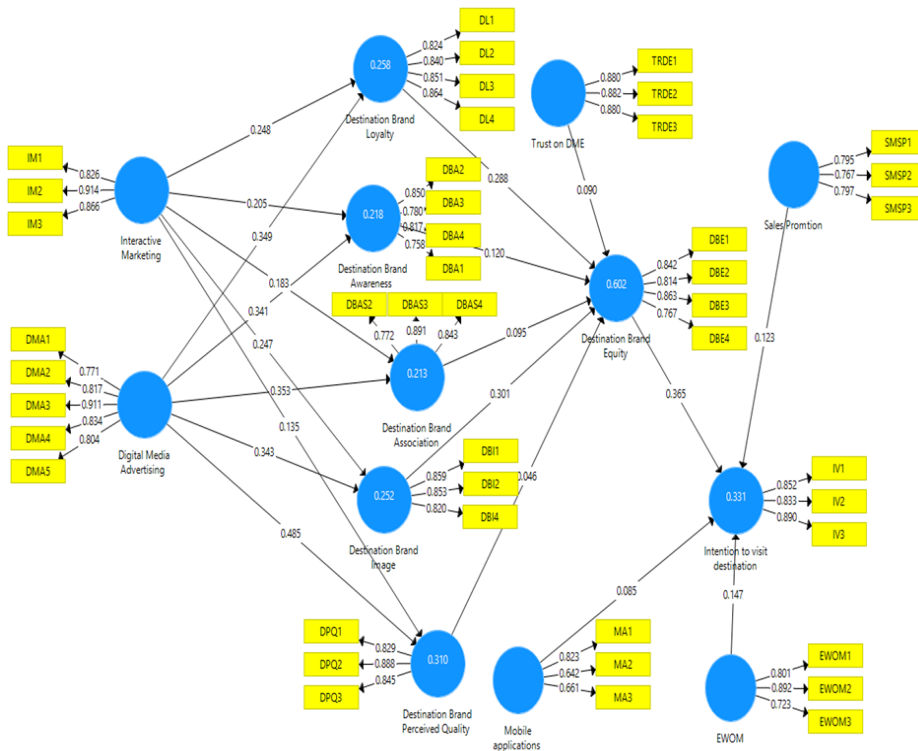 DL1
0.824
DL2
0.840
0.258
0.851
DL3
0.864
DL4
Destination Brand
Loyalty
TRDE1
0.880
0.882
TRDE2
0.880
TRDE3
Trust on DME
SMSP1
0.795
0.767
SMSP2
0.797
SMSP3
Sales Promtion
IM1
0.826
IM2
0.914
0.866
IM3
Interactive
Marketing
0.248
0.205
0.349
0.183
0.341
0.247
0.353
0.135
0.343
0.485
DBA2
0.850
DBA3
0.780
0.218
0.817
DBA4
0.758
DBA1
Destination Brand
Awareness
0.288
0.090
0.120
0.095
0.301
0.046
DBE1
0.842
DBE2
0.814
0.602
0.863
DBE3
0.767
DBE4
Destination Brand
Equity
0.123
0.365
DBAS2
DBAS3
DBAS4
0.772
0.891
0.843
0.213
Destination Brand
Association
DMA1
0.771
DMA2
0.817
DMA3
0.911
0.834
DMA4
0.804
DMA5
Digital Media
Advertising
DBI1
0.859
0.853
DBI2
0.252
0.820
DBI4
Destination Brand
Image
IV1
0.852
0.833
IV2
0.331
0.890
IV3
Intention to visit
destination
0.085
0.147
DPQ1
0.829
DPQ2
0.888
0.310
0.845
DPQ3
Destination Brand
Perceived Quality
MA1
0.823
0.642
MA2
0.661
MA3
Mobile
applications
EWOM1
0.801
0.892
EWOM2
0.723
EWOM3
EWOM